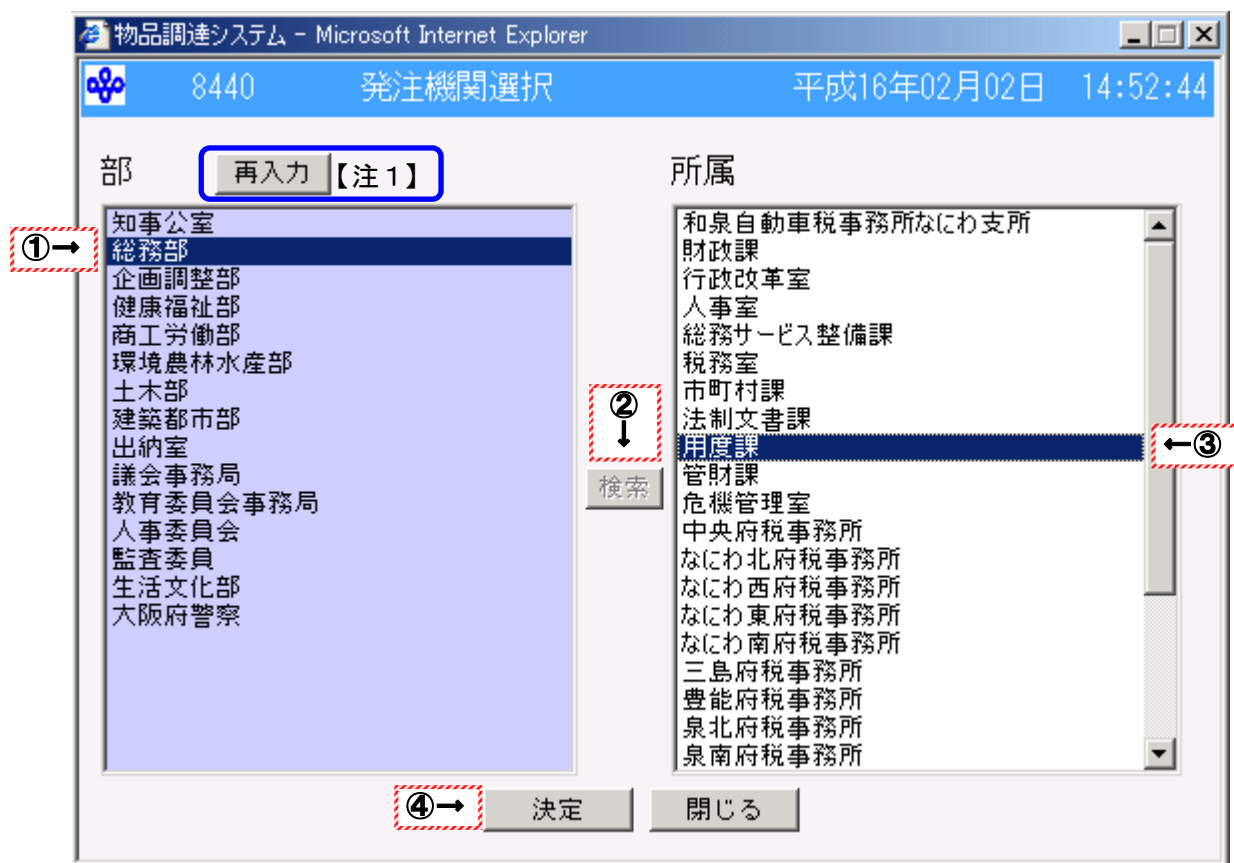 物品調達システム - Microsoft Internet Explorer
8440 発注機関選択 平成16年02月02日 14:52:44
部 再入力 【注１】
所属
①→
知事公室
総務部
企画調整部
健康福祉部
商工労働部
環境農林水産部
土木部
建築都市部
出納室
議会事務局
教育委員会事務局
人事委員会
監査委員
生活文化部
大阪府警察
②
↓
検索
和泉自動車税事務所なにわ支所
財政課
行政改革室
人事室
総務サービス整備課
税務室
市町村課
法制文書課
用度課
←③
管財課
危機管理室
中央府税事務所
なにわ北府税事務所
なにわ西府税事務所
なにわ東府税事務所
なにわ南府税事務所
三島府税事務所
豊能府税事務所
泉北府税事務所
泉南府税事務所
④→ 決定 閉じる